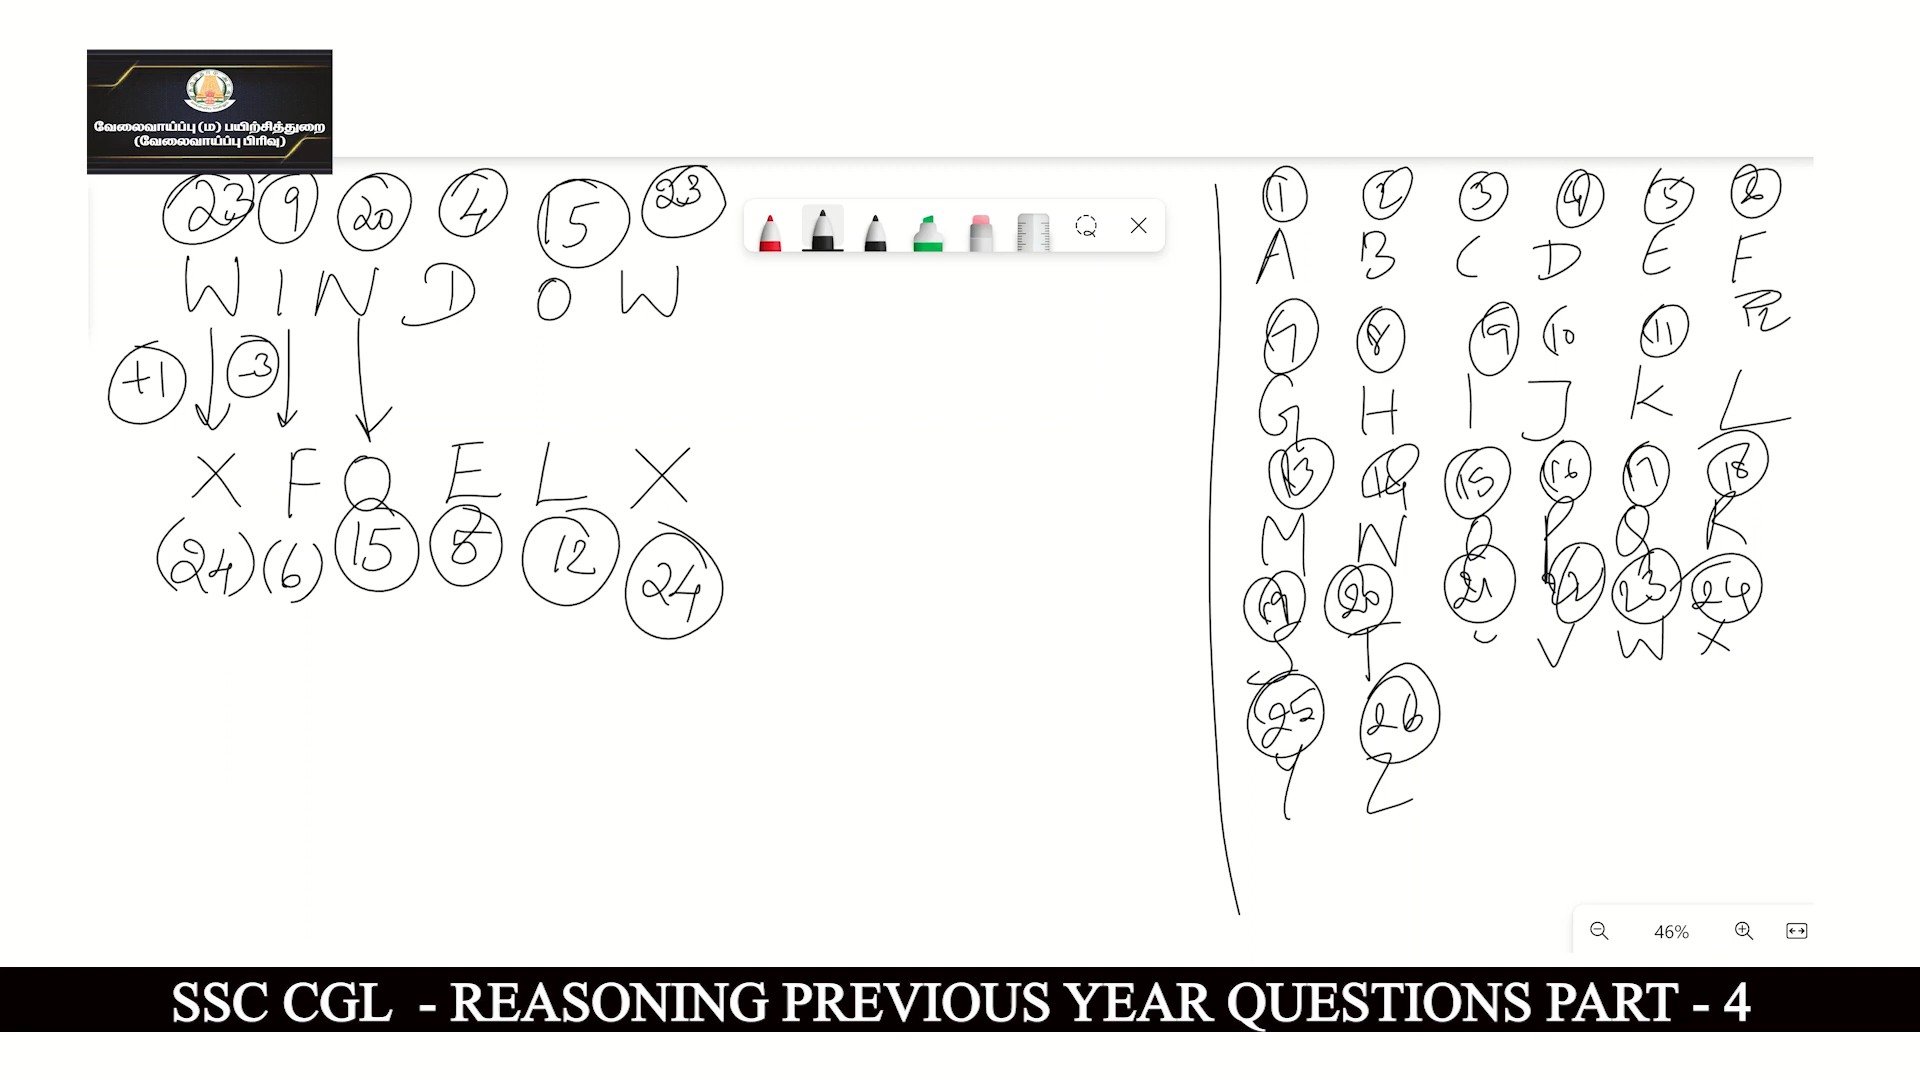 வேலைவாய்ப்பு (ம) பயிற்சித்துறை
(வேலைவாய்ப்பு பிரிவு)
23 9 20 4 15 23
W I N D O W
+1 -3
X F O E L X
(24) (6) 15 5 12 24
1 2 3 4 5 6
A B C D E F
7 8 9 10 11 12
G H I J K L
13 14 15 16 17 18
M N O P Q R
19 20 21 22 23 24
S T U V W X
25 26
Y Z
46%
SSC CGL - REASONING PREVIOUS YEAR QUESTIONS PART - 4